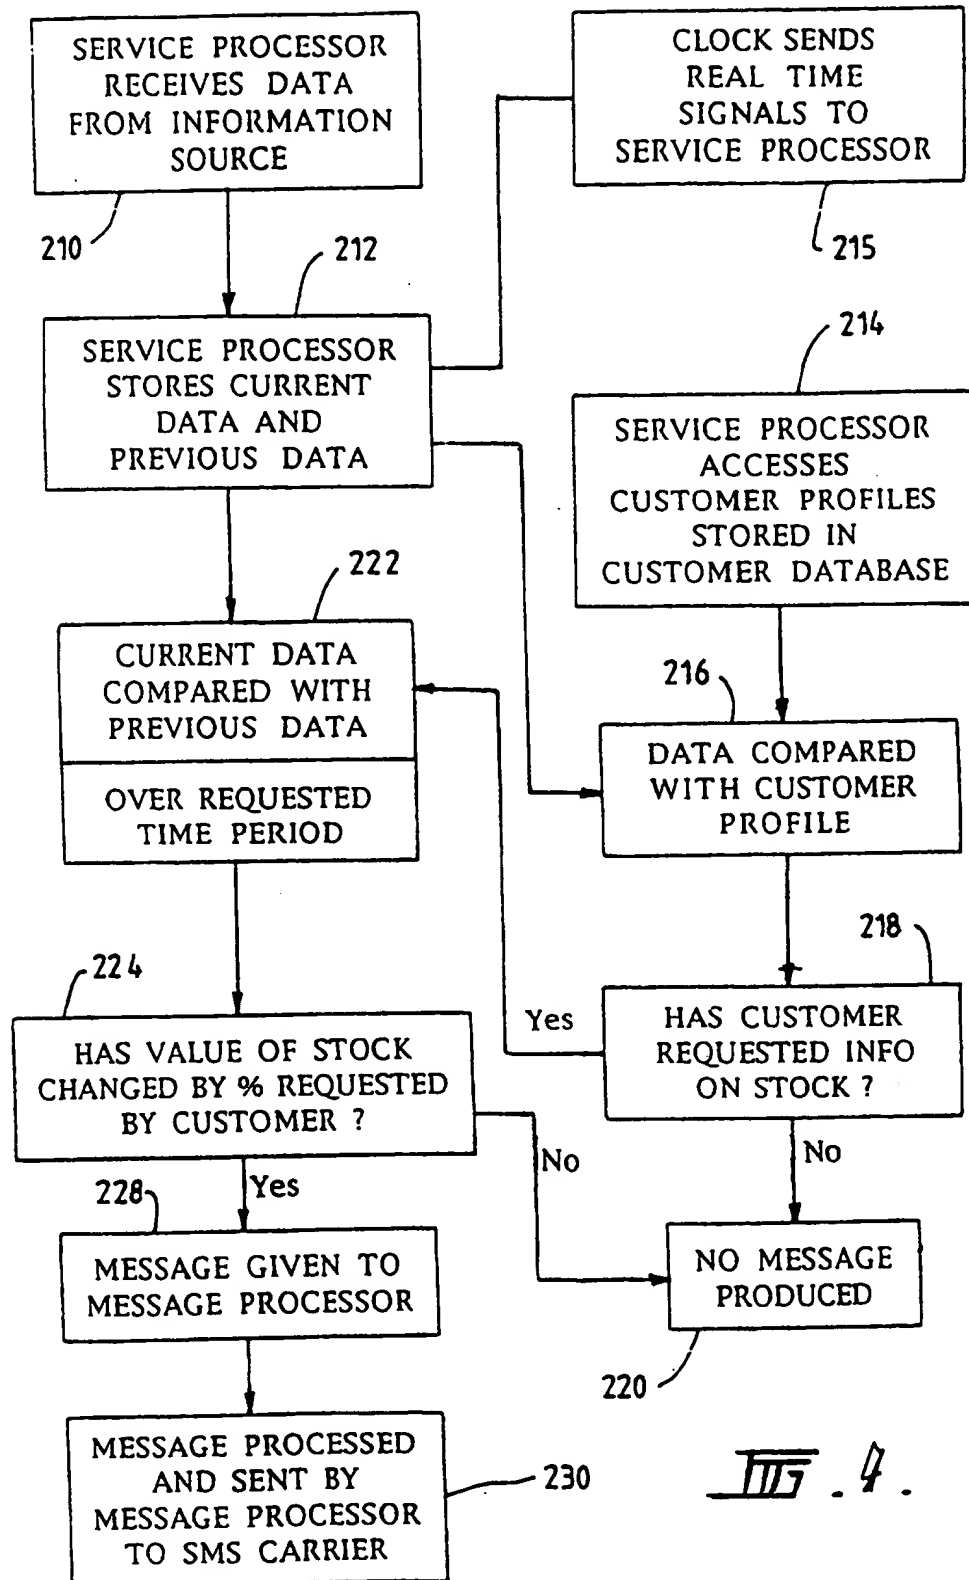 SERVICE PROCESSOR
RECEIVES DATA
FROM INFORMATION
SOURCE
210
CLOCK SENDS
REAL TIME
SIGNALS TO
SERVICE PROCESSOR
215
212
SERVICE PROCESSOR
STORES CURRENT
DATA AND
PREVIOUS DATA
214
SERVICE PROCESSOR
ACCESSES
CUSTOMER PROFILES
STORED IN
CUSTOMER DATABASE
222
CURRENT DATA
COMPARED WITH
PREVIOUS DATA
OVER REQUESTED
TIME PERIOD
216
DATA COMPARED
WITH CUSTOMER
PROFILE
218
HAS CUSTOMER
REQUESTED INFO
ON STOCK ?
Yes
No
224
HAS VALUE OF STOCK
CHANGED BY % REQUESTED
BY CUSTOMER ?
Yes
No
228
MESSAGE GIVEN TO
MESSAGE PROCESSOR
NO MESSAGE
PRODUCED
220
MESSAGE PROCESSED
AND SENT BY
MESSAGE PROCESSOR
TO SMS CARRIER
230
FIG. 4.